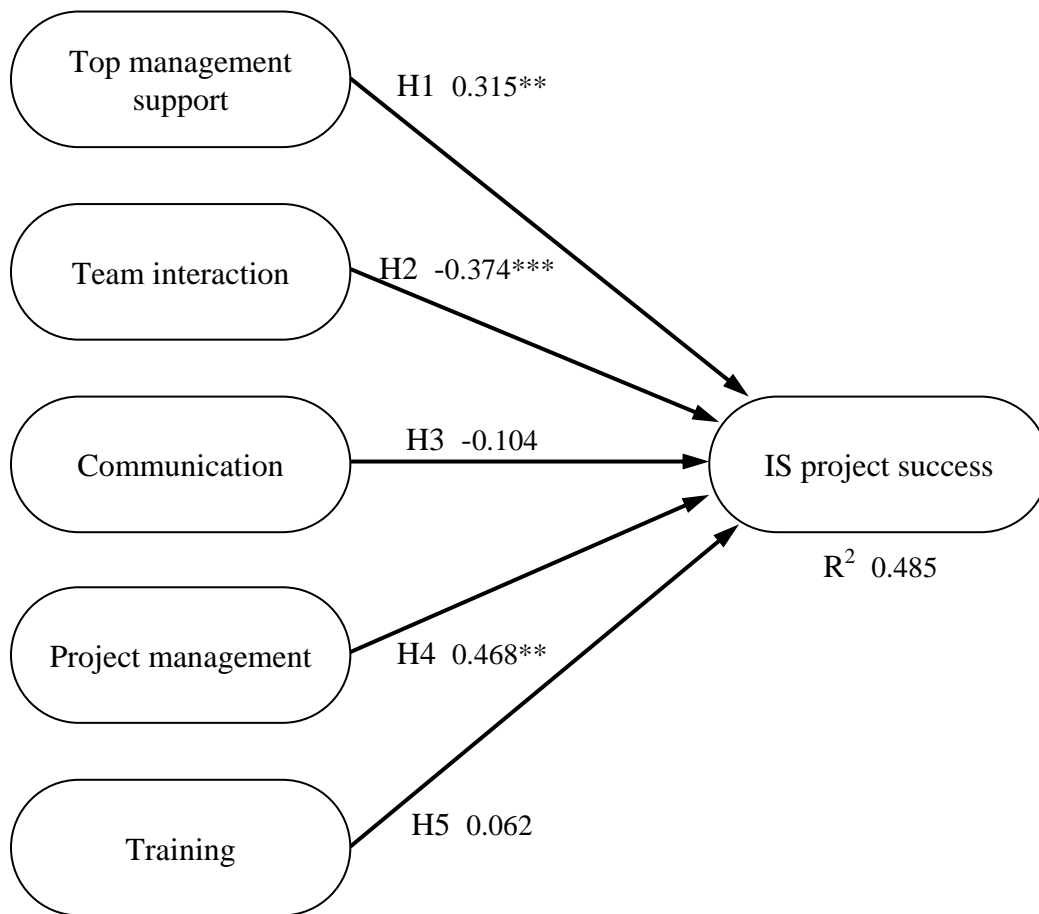 Top management
support
H1 0.315**
Team interaction
H2 -0.374***
Communication
H3 -0.104
IS project success
R² 0.485
Project management
H4 0.468**
Training
H5 0.062